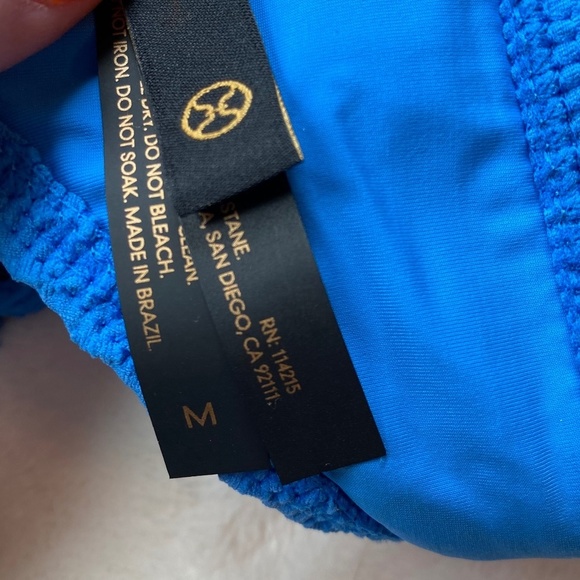 NOT IRON. DO NOT SOAK. MADE IN BRAZIL.
DRY. DO NOT BLEACH.
CLEAN.
M
STANE.
A, SAN DIEGO, CA 92111.
RN: 114215